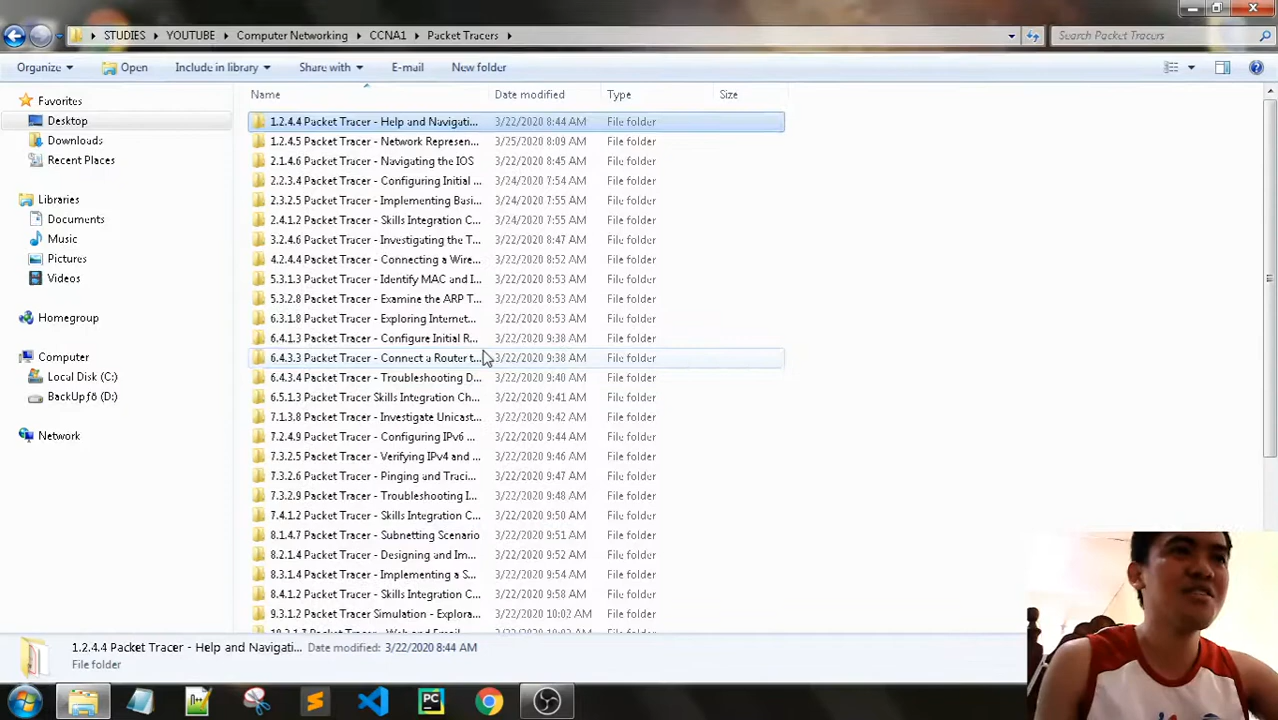 STUDIES YOUTUBE Computer Networking CCNA1 Packet Tracers Search Packet Tracers
Organize Open Include in library Share with E-mail New folder
Name Date modified Type Size
Favorites
Desktop
Downloads
Recent Places
Libraries
Documents
Music
Pictures
Videos
Homegroup
Computer
Local Disk (C:)
BackUpƒõ (D:)
Network
1.2.4.4 Packet Tracer - Help and Navigati... 3/22/2020 8:44 AM File folder
1.2.4.5 Packet Tracer - Network Represen... 3/25/2020 8:09 AM File folder
2.1.4.6 Packet Tracer - Navigating the IOS 3/22/2020 8:45 AM File folder
2.2.3.4 Packet Tracer - Configuring Initial ... 3/24/2020 7:54 AM File folder
2.3.2.5 Packet Tracer - Implementing Basi... 3/24/2020 7:55 AM File folder
2.4.1.2 Packet Tracer - Skills Integration C... 3/24/2020 7:55 AM File folder
3.2.4.6 Packet Tracer - Investigating the T... 3/22/2020 8:47 AM File folder
4.2.4.4 Packet Tracer - Connecting a Wire... 3/22/2020 8:52 AM File folder
5.3.1.3 Packet Tracer - Identify MAC and I... 3/22/2020 8:53 AM File folder
5.3.2.8 Packet Tracer - Examine the ARP T... 3/22/2020 8:53 AM File folder
6.3.1.8 Packet Tracer - Exploring Internet... 3/22/2020 8:53 AM File folder
6.4.1.3 Packet Tracer - Configure Initial R... 3/22/2020 9:38 AM File folder
6.4.3.3 Packet Tracer - Connect a Router t... 3/22/2020 9:38 AM File folder
6.4.3.4 Packet Tracer - Troubleshooting D... 3/22/2020 9:40 AM File folder
6.5.1.3 Packet Tracer Skills Integration Ch... 3/22/2020 9:41 AM File folder
7.1.3.8 Packet Tracer - Investigate Unicast... 3/22/2020 9:42 AM File folder
7.2.4.9 Packet Tracer - Configuring IPv6 ... 3/22/2020 9:44 AM File folder
7.3.2.5 Packet Tracer - Verifying IPv4 and ... 3/22/2020 9:46 AM File folder
7.3.2.6 Packet Tracer - Pinging and Traci... 3/22/2020 9:47 AM File folder
7.3.2.9 Packet Tracer - Troubleshooting I... 3/22/2020 9:48 AM File folder
7.4.1.2 Packet Tracer - Skills Integration C... 3/22/2020 9:50 AM File folder
8.1.4.7 Packet Tracer - Subnetting Scenario 3/22/2020 9:51 AM File folder
8.2.1.4 Packet Tracer - Designing and Im... 3/22/2020 9:52 AM File folder
8.3.1.4 Packet Tracer - Implementing a S... 3/22/2020 9:54 AM File folder
8.4.1.2 Packet Tracer - Skills Integration C... 3/22/2020 9:58 AM File folder
9.3.1.2 Packet Tracer Simulation - Explora... 3/22/2020 10:02 AM File folder
1.2.4.4 Packet Tracer - Help and Navigati... Date modified: 3/22/2020 8:44 AM
File folder
PC